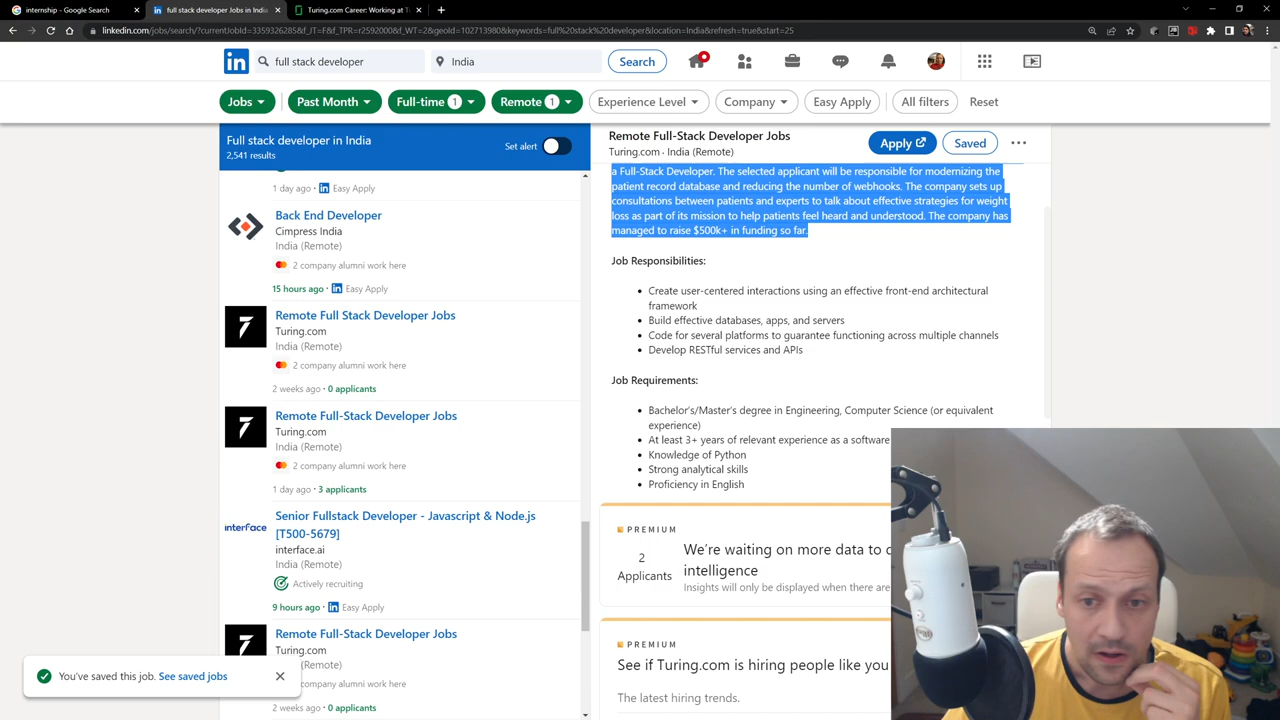 internship - Google Search
full stack developer Jobs in India
Turing.com Career: Working at T
linkedin.com/jobs/search/?currentJobId=3359326285&f_JT=F&f_TPR=r2592000&f_WT=2&geoId=102713980&keywords=full%20stack%20developer&location=India&refresh=true&start=25
in
full stack developer
India
Search
Jobs
Past Month
Full-time 1
Remote 1
Experience Level
Company
Easy Apply
All filters
Reset
Full stack developer in India
2,541 results
Set alert
1 day ago · Easy Apply
Back End Developer
Cimpress India
India (Remote)
2 company alumni work here
15 hours ago · Easy Apply
Remote Full Stack Developer Jobs
Turing.com
India (Remote)
2 company alumni work here
2 weeks ago · 0 applicants
Remote Full-Stack Developer Jobs
Turing.com
India (Remote)
2 company alumni work here
1 day ago · 3 applicants
interface
Senior Fullstack Developer - Javascript & Node.js
[T500-5679]
interface.ai
India (Remote)
Actively recruiting
9 hours ago · Easy Apply
Remote Full-Stack Developer Jobs
Turing.com
(Remote)
company alumni work here
2 weeks ago · 0 applicants
You've saved this job. See saved jobs
Remote Full-Stack Developer Jobs
Turing.com · India (Remote)
Apply
Saved
a Full-Stack Developer. The selected applicant will be responsible for modernizing the
patient record database and reducing the number of webhooks. The company sets up
consultations between patients and experts to talk about effective strategies for weight
loss as part of its mission to help patients feel heard and understood. The company has
managed to raise $500k+ in funding so far.
Job Responsibilities:
Create user-centered interactions using an effective front-end architectural
framework
Build effective databases, apps, and servers
Code for several platforms to guarantee functioning across multiple channels
Develop RESTful services and APIs
Job Requirements:
Bachelor's/Master's degree in Engineering, Computer Science (or equivalent
experience)
At least 3+ years of relevant experience as a software
Knowledge of Python
Strong analytical skills
Proficiency in English
PREMIUM
2
Applicants
We're waiting on more data to
intelligence
Insights will only be displayed when there are
PREMIUM
See if Turing.com is hiring people like you
The latest hiring trends.